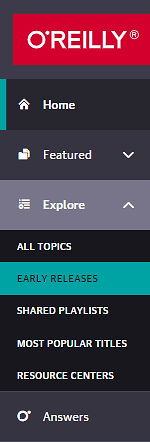 O'REILLY®
Home
Featured
Explore
ALL TOPICS
EARLY RELEASES
SHARED PLAYLISTS
MOST POPULAR TITLES
RESOURCE CENTERS
Answers